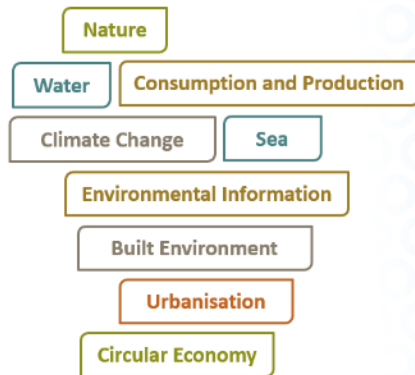 Nature
Water
Consumption and Production
Climate Change
Sea
Environmental Information
Built Environment
Urbanisation
Circular Economy